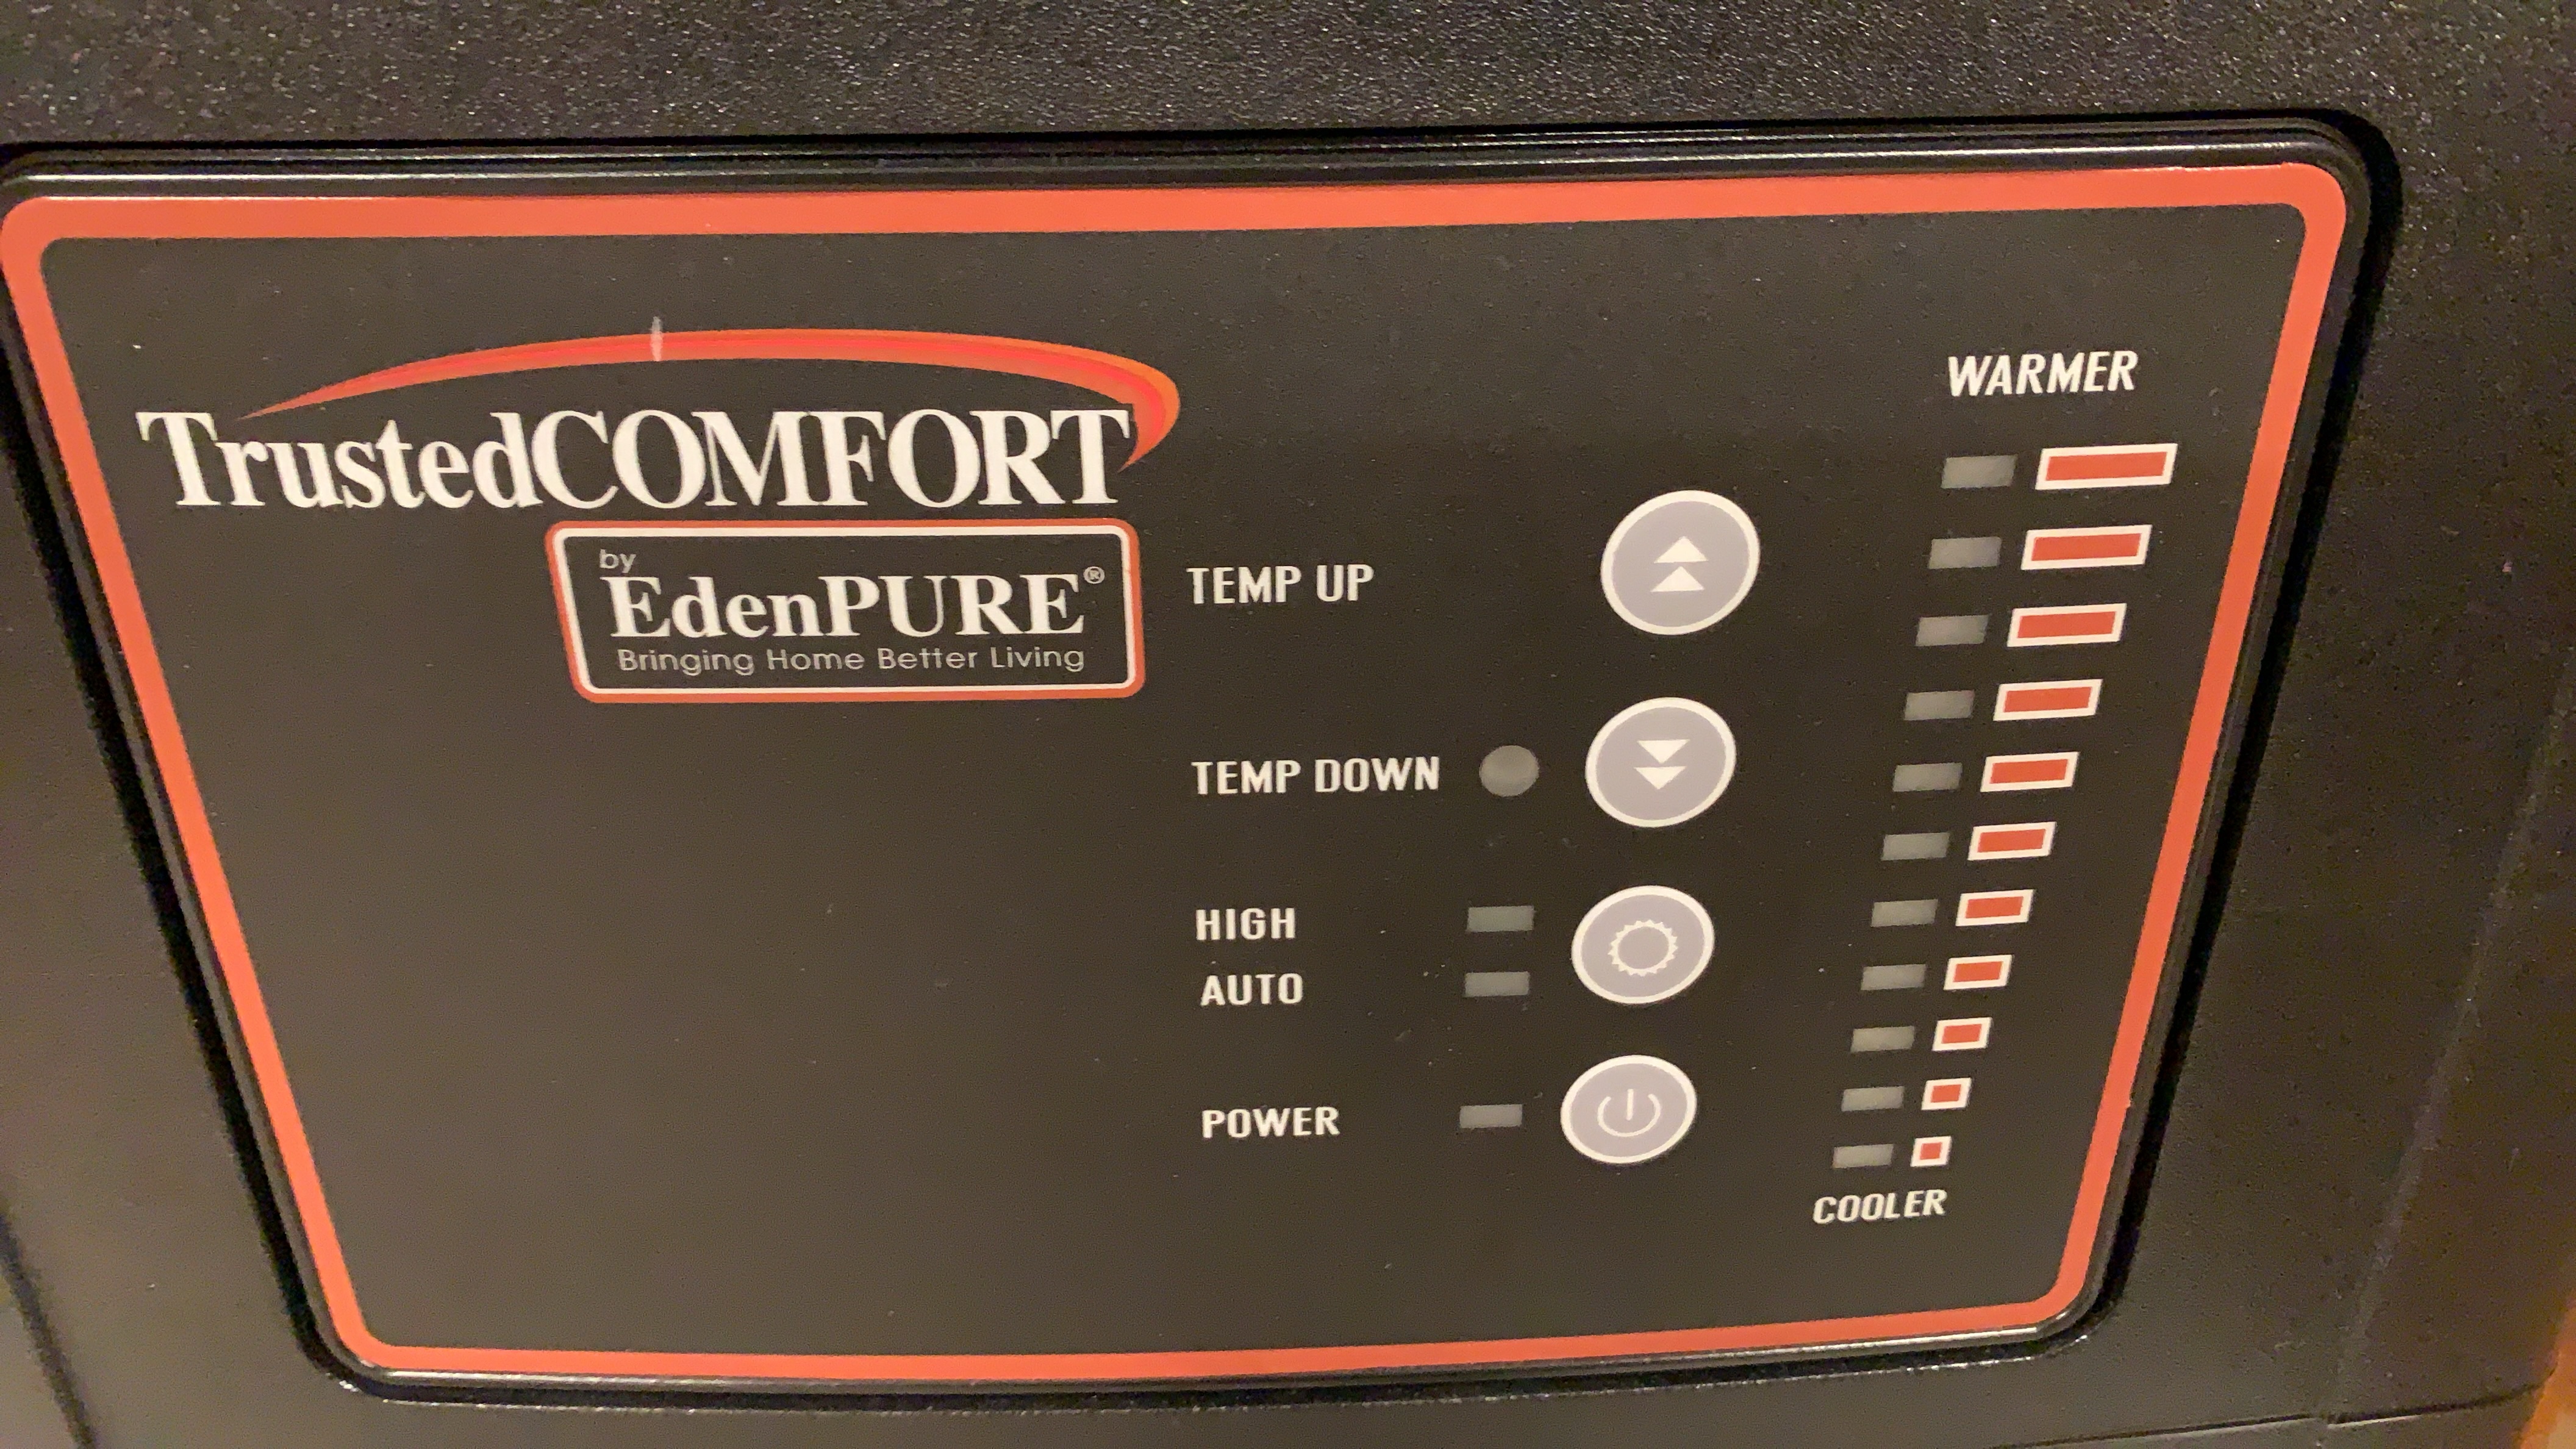 TrustedCOMFORT
by
EdenPURE®
Bringing Home Better Living
WARMER
TEMP UP
TEMP DOWN
HIGH
AUTO
POWER
COOLER